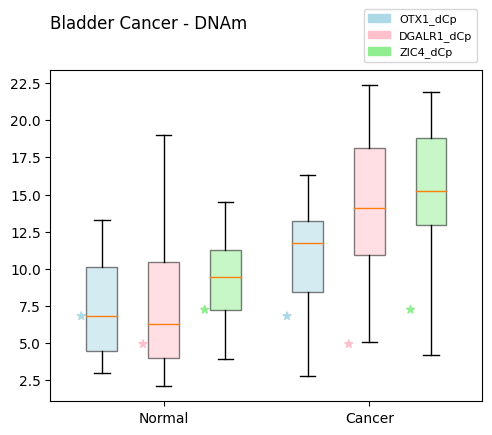 Bladder Cancer - DNAm
OTX1_dCp
DGALR1_dCp
ZIC4_dCp
22.5
20.0
17.5
15.0
12.5
10.0
7.5
5.0
2.5
Normal
Cancer